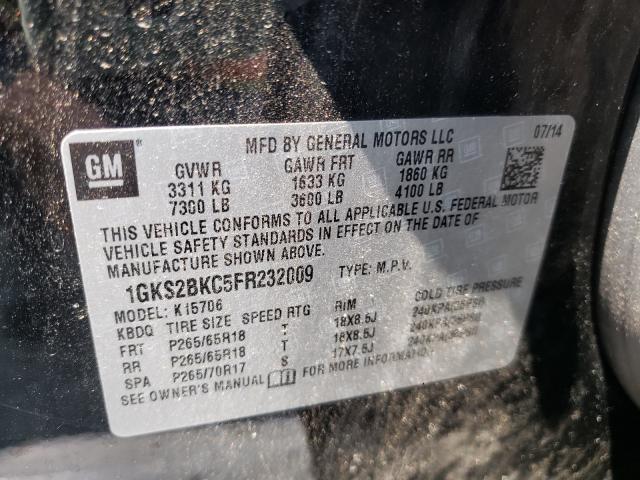 MFD BY GENERAL MOTORS LLC 07/14
GM
GVWR GAWR FRT GAWR RR
3311 KG 1633 KG 1860 KG
7300 LB 3600 LB 4100 LB
THIS VEHICLE CONFORMS TO ALL APPLICABLE U.S. FEDERAL MOTOR
VEHICLE SAFETY STANDARDS IN EFFECT ON THE DATE OF
MANUFACTURE SHOWN ABOVE.
1GKS2BKC5FR232009 TYPE: M.P.V.
MODEL: K15706
KBDQ TIRE SIZE SPEED RTG RIM COLD TIRE PRESSURE
FRT P265/65R18 T 18X8.5J
RR P265/65R18 T 18X8.5J
SPA P265/70R17 S 17X7.5J
SEE OWNER'S MANUAL FOR MORE INFORMATION